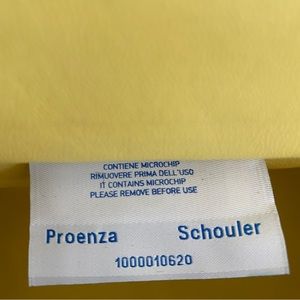 CONTIENE MICROCHIP
RIMUOVERE PRIMA DELL'USO
IT CONTAINS MICROCHIP
PLEASE REMOVE BEFORE USE
Proenza Schouler
1000010620